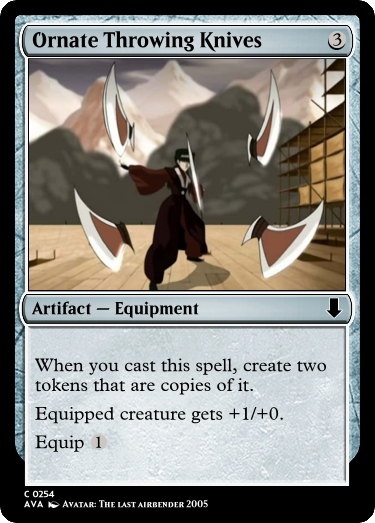 Ornate Throwing Knives 3
Artifact — Equipment
When you cast this spell, create two
tokens that are copies of it.
Equipped creature gets +1/+0.
Equip 1
C 0254
AVA Avatar: The last airbender 2005